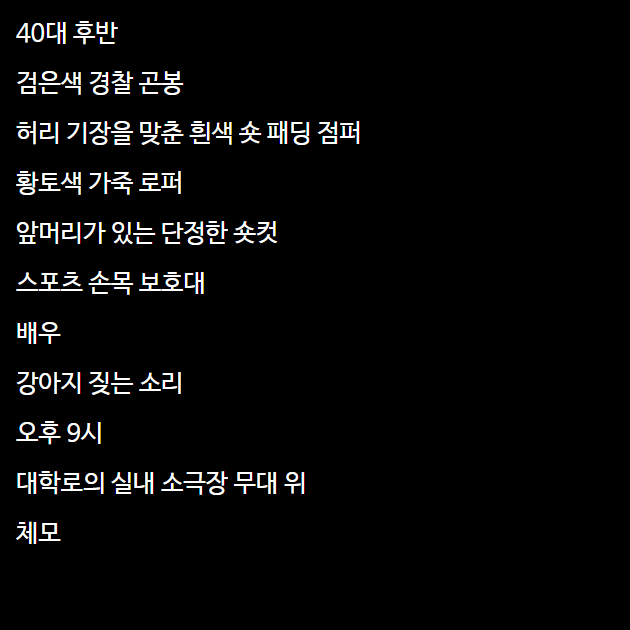 40대 후반
검은색 경찰 곤봉
허리 기장을 맞춘 흰색 숏 패딩 점퍼
황토색 가죽 로퍼
앞머리가 있는 단정한 숏컷
스포츠 손목 보호대
배우
강아지 짖는 소리
오후 9시
대학로의 실내 소극장 무대 위
체모